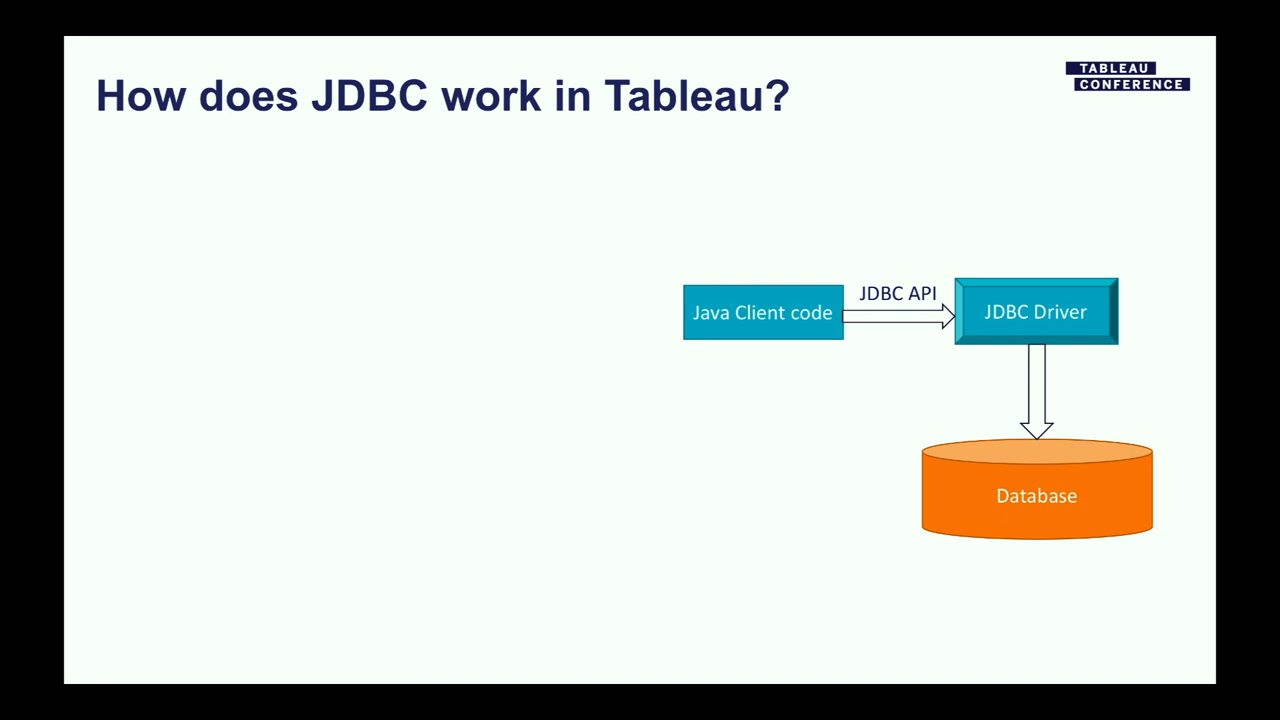 TABLEAU
CONFERENCE
How does JDBC work in Tableau?
JDBC API
Java Client code
JDBC Driver
Database